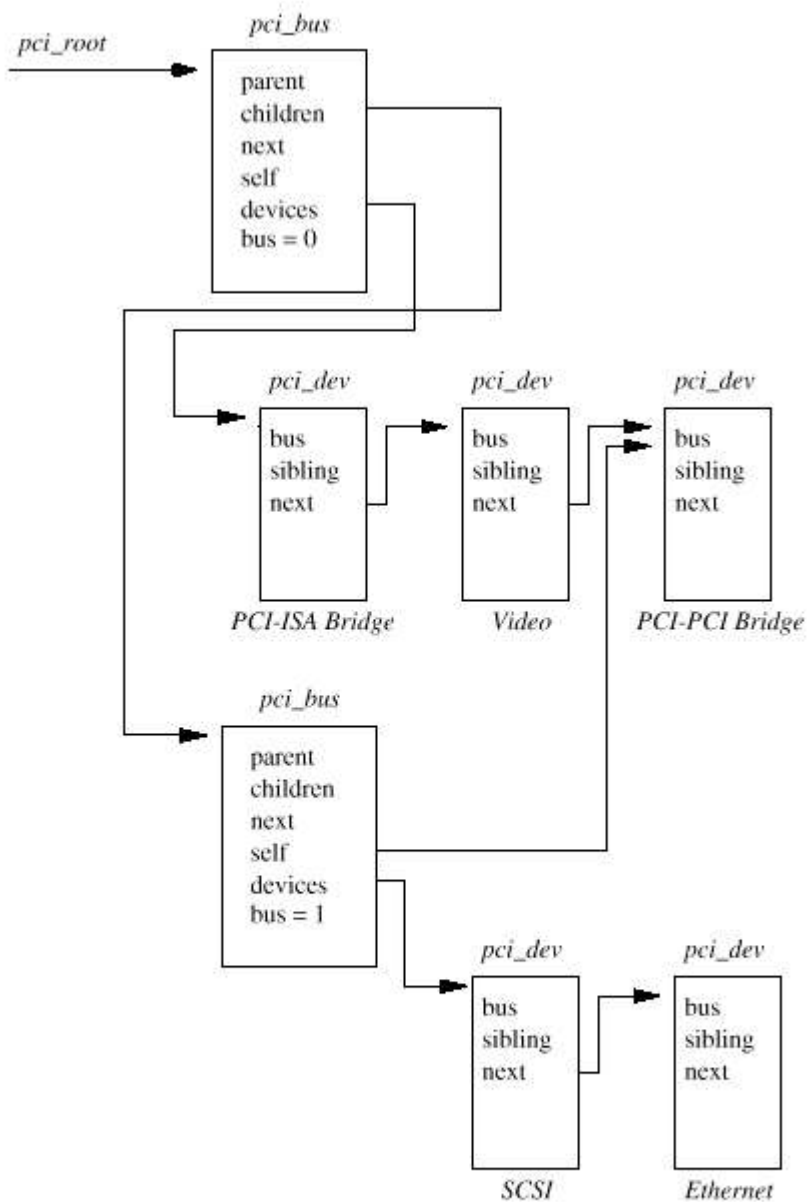 pci_bus
pci_root
parent
children
next
self
devices
bus = 0
pci_dev
pci_dev
pci_dev
bus
sibling
next
bus
sibling
next
bus
sibling
next
PCI-ISA Bridge
Video
PCI-PCI Bridge
pci_bus
parent
children
next
self
devices
bus = 1
pci_dev
pci_dev
bus
sibling
next
bus
sibling
next
SCSI
Ethernet